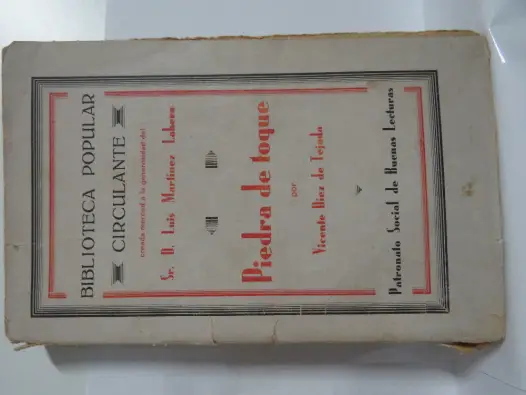 BIBLIOTECA POPULAR
CIRCULANTE
creada merced a la generosidad del
Sr. D. Luis Martínez Labero
Piedra de toque
por
Vicente Díez de Tejada
Patronato Social de Buenas Lecturas